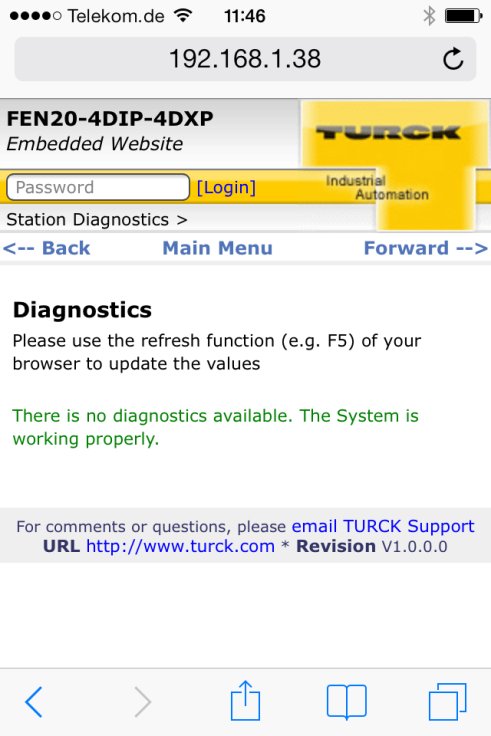 Telekom.de 11:46
192.168.1.38
FEN20-4DIP-4DXP
Embedded Website
TURCK
Password [Login]
Industrial
Automation
Station Diagnostics >
<-- Back Main Menu Forward -->
Diagnostics
Please use the refresh function (e.g. F5) of your
browser to update the values
There is no diagnostics available. The System is
working properly.
For comments or questions, please email TURCK Support
URL http://www.turck.com * Revision V1.0.0.0